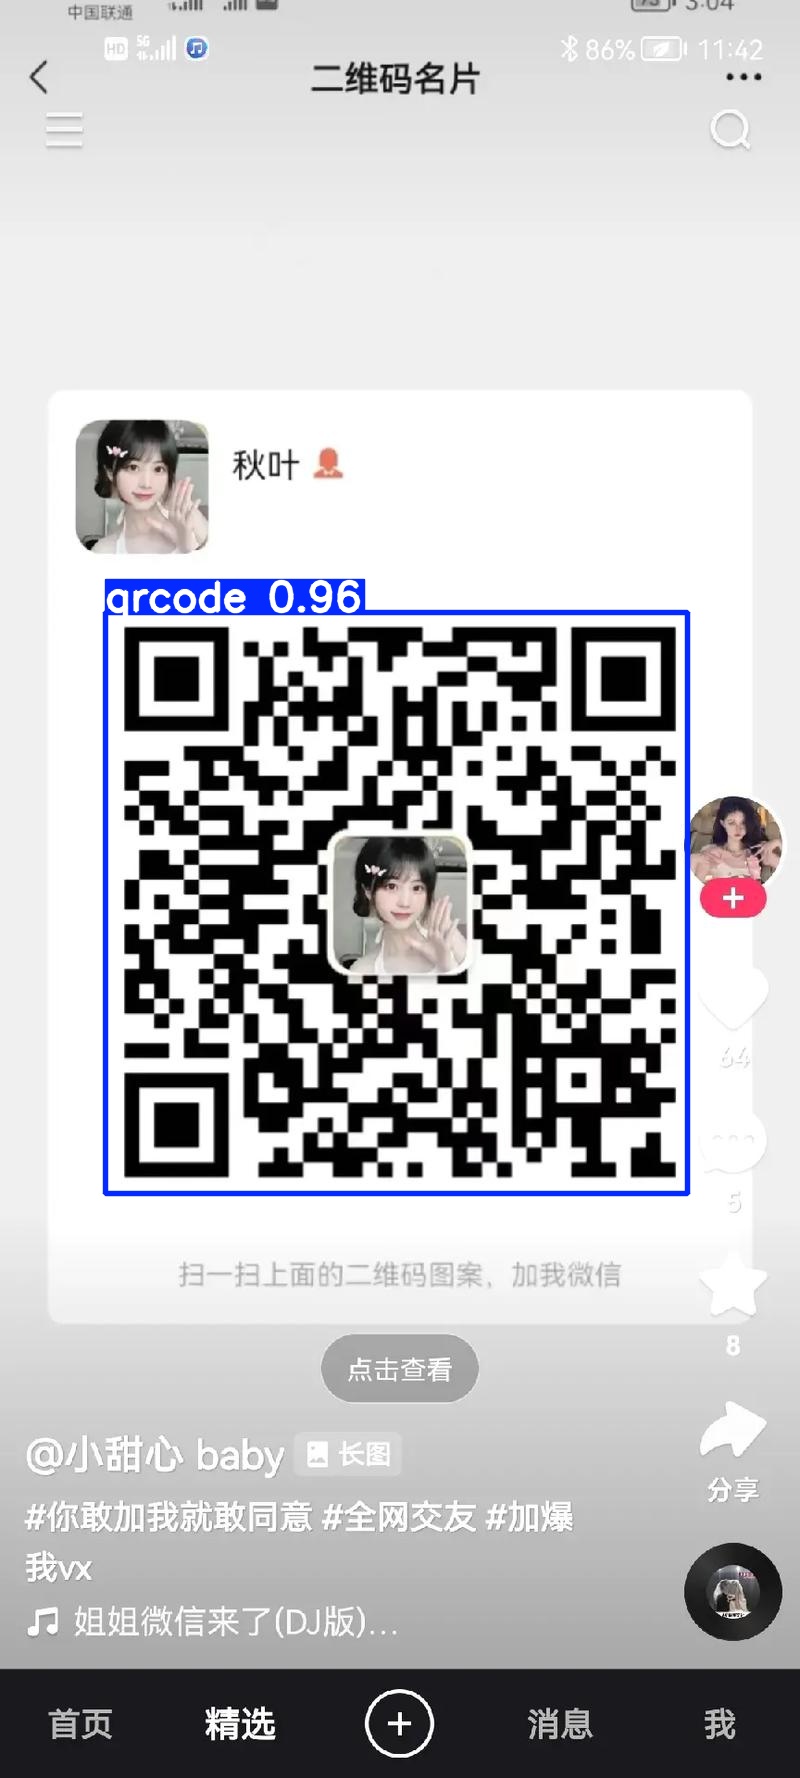 中国联通
3:04
HD 5G
86%
11:42
二维码名片
秋叶
qrcode 0.96
64
5
扫一扫上面的二维码图案，加我微信
8
点击查看
@小甜心 baby
长图
分享
#你敢加我就敢同意 #全网交友 #加爆
我vx
姐姐微信来了(DJ版)...
首页
精选
消息
我